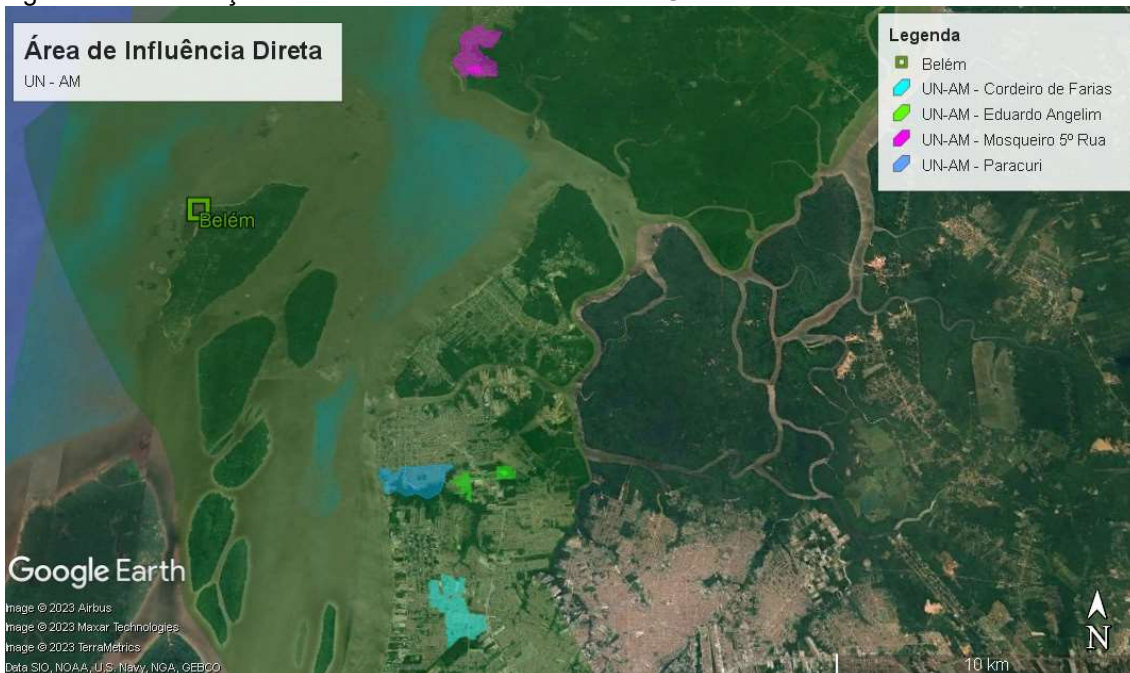 Área de Influência Direta
UN - AM
Legenda
Belém
UN-AM - Cordeiro de Farias
UN-AM - Eduardo Angelim
UN-AM - Mosqueiro 5º Rua
UN-AM - Paracuri
Belém
Google Earth
Image © 2023 Airbus
Image © 2023 Maxar Technologies
Image © 2023 TerraMetrics
Data SIO, NOAA, U.S. Navy, NGA, GEBCO
N
10 km